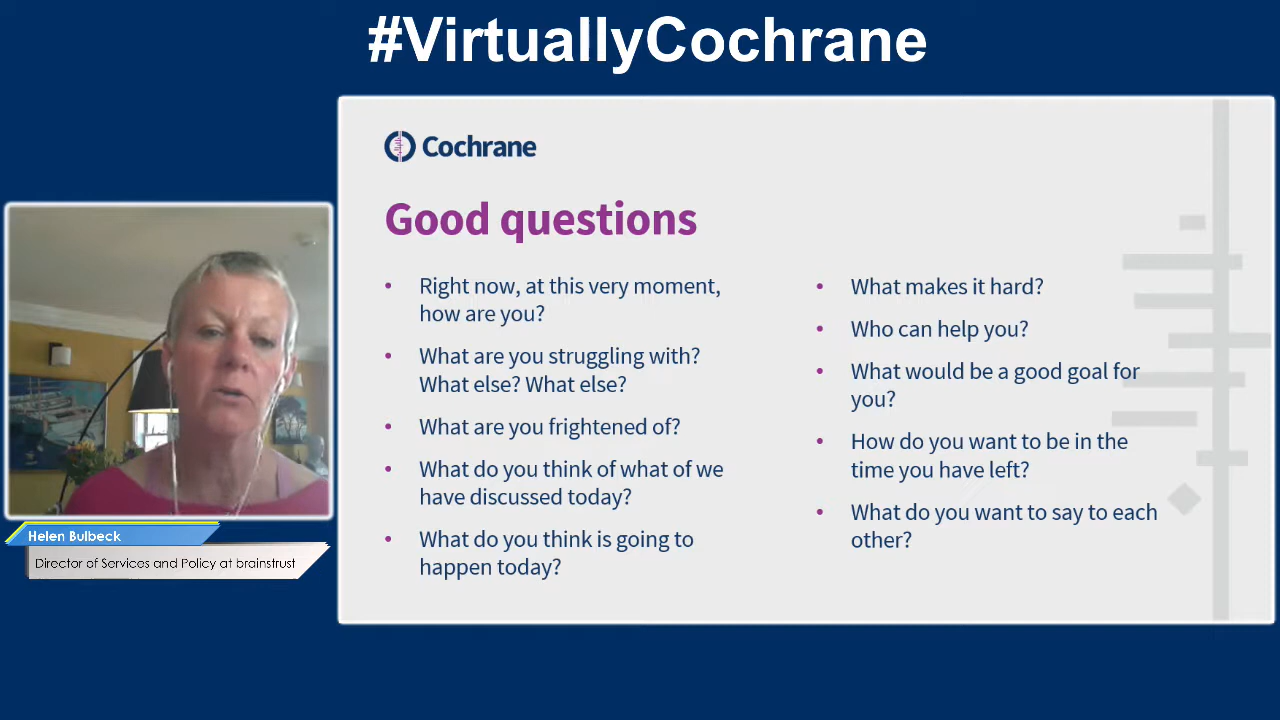 #VirtuallyCochrane
Cochrane
Good questions
• Right now, at this very moment,
how are you?
• What are you struggling with?
What else? What else?
• What are you frightened of?
• What do you think of what of we
have discussed today?
• What do you think is going to
happen today?
• What makes it hard?
• Who can help you?
• What would be a good goal for
you?
• How do you want to be in the
time you have left?
• What do you want to say to each
other?
Helen Bulbeck
Director of Services and Policy at brainstrust